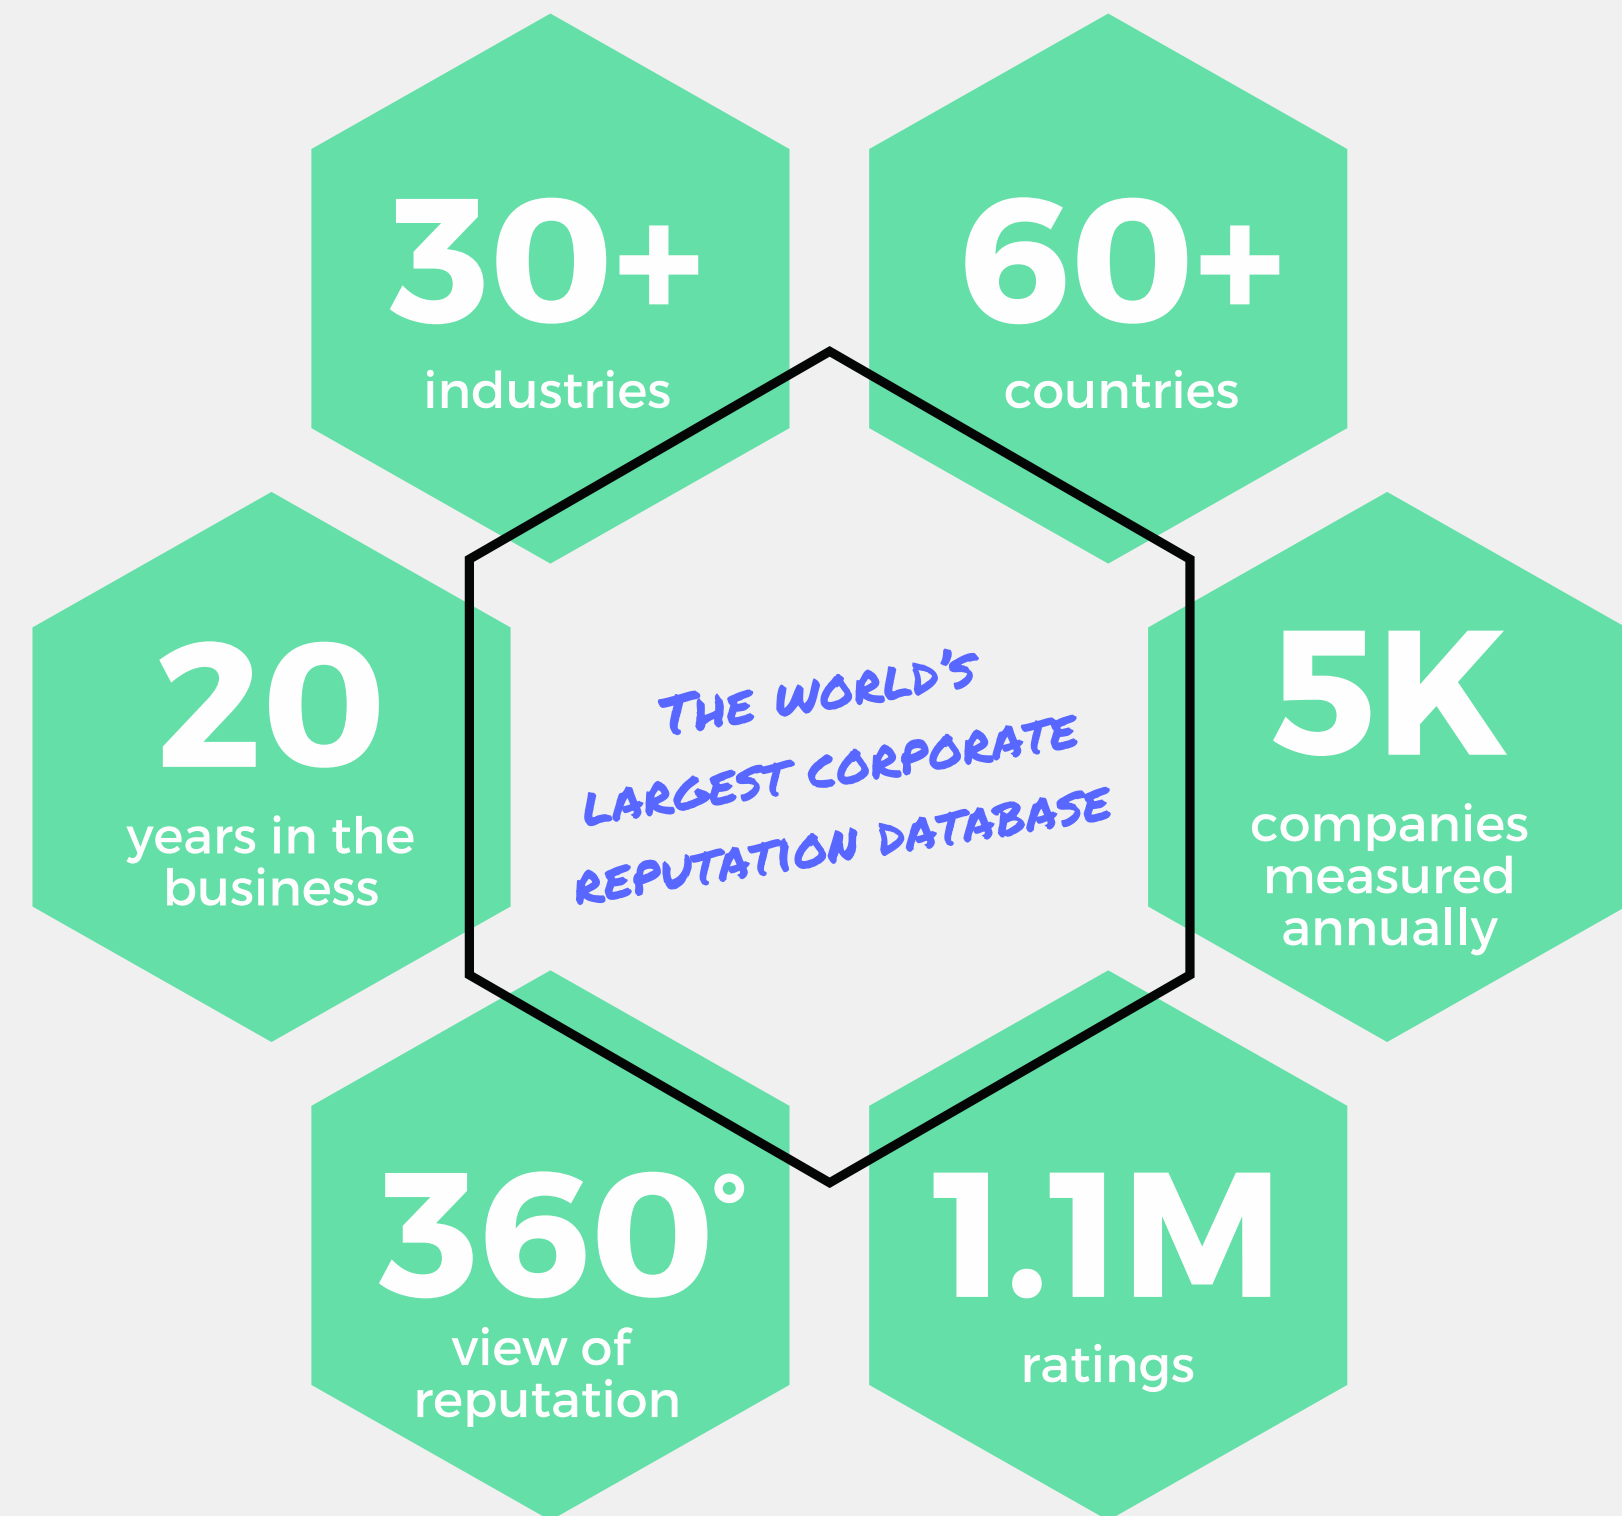 30+
industries
60+
countries
20
years in the
business
The world's
largest corporate
reputation database
5K
companies
measured
annually
360°
view of
reputation
1.1M
ratings